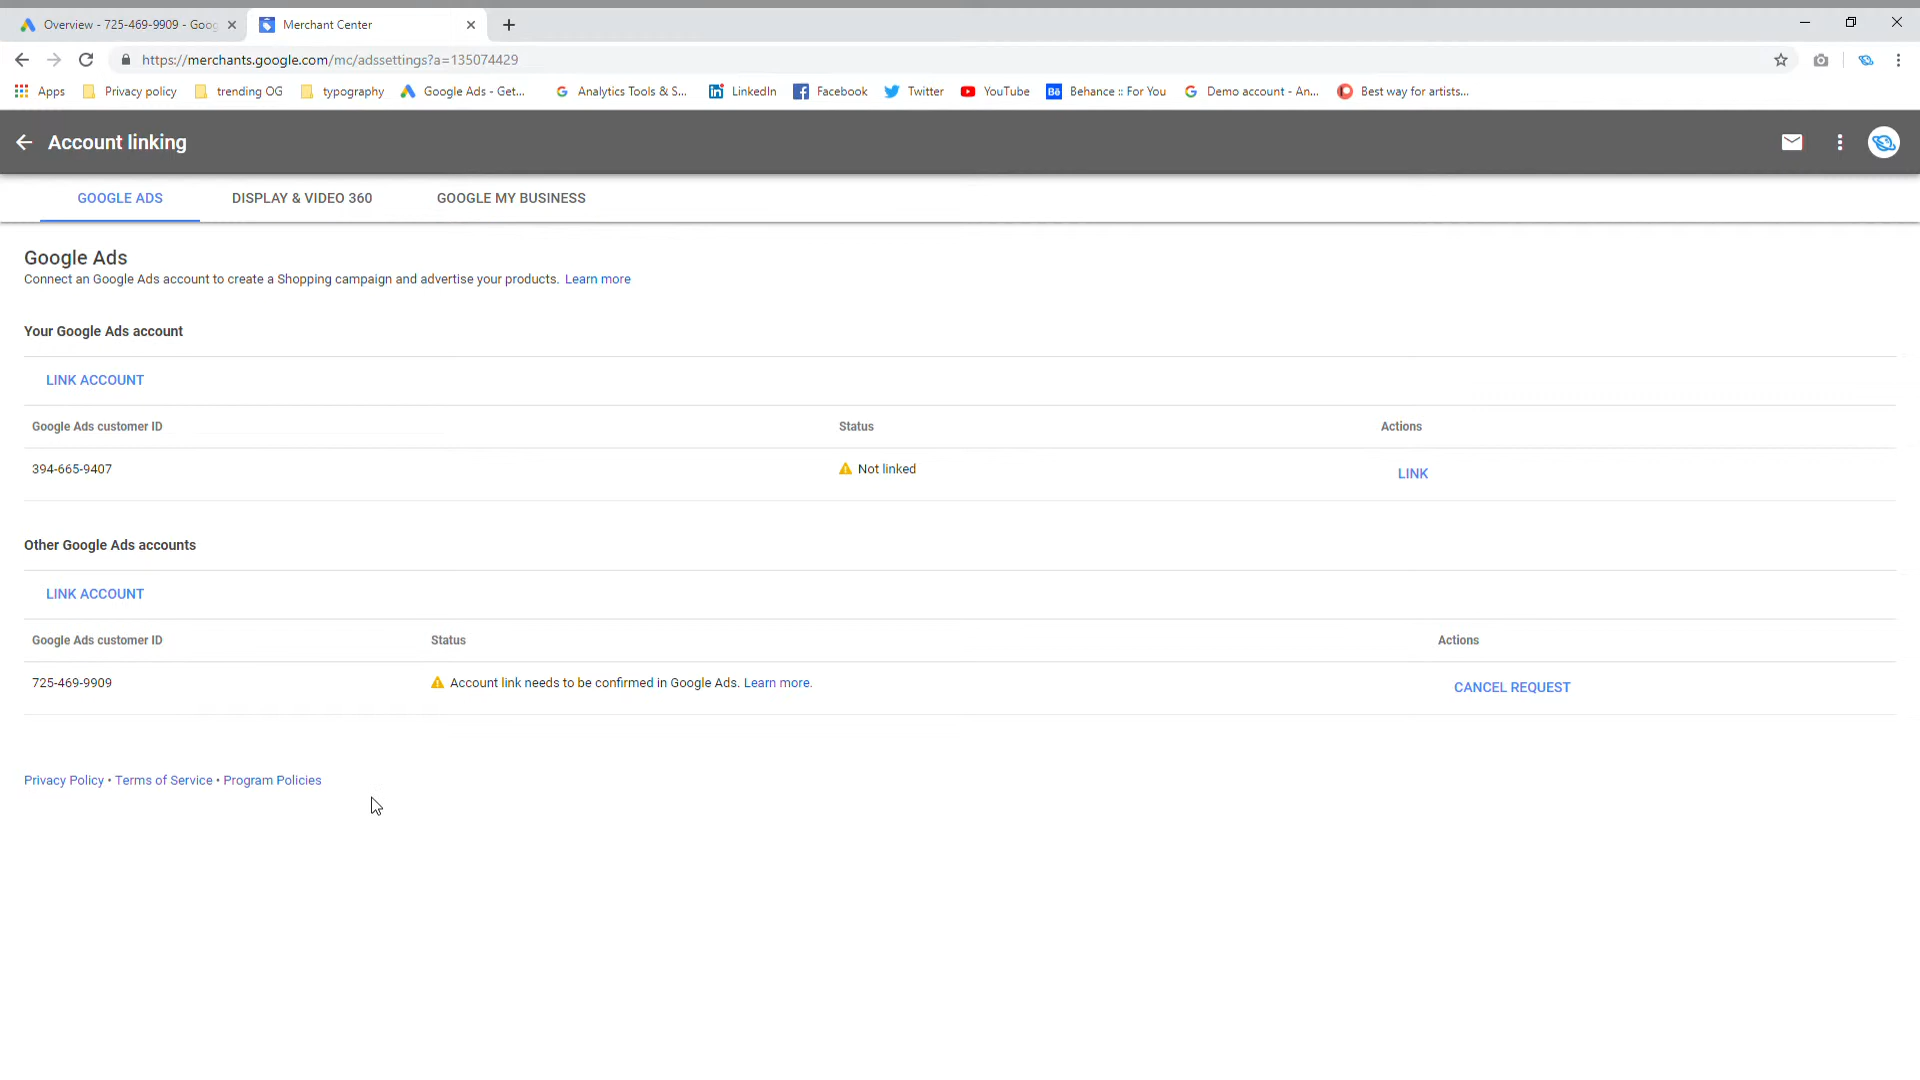 Overview - 725-469-9909 - Goog
Merchant Center
https://merchants.google.com/mc/adssettings?a=135074429
Apps
Privacy policy
trending OG
typography
Google Ads - Get...
Analytics Tools & S...
LinkedIn
Facebook
Twitter
YouTube
Behance :: For You
Demo account - An...
Best way for artists...
Account linking
GOOGLE ADS
DISPLAY & VIDEO 360
GOOGLE MY BUSINESS
Google Ads
Connect an Google Ads account to create a Shopping campaign and advertise your products. Learn more
Your Google Ads account
LINK ACCOUNT
Google Ads customer ID
Status
Actions
394-665-9407
Not linked
LINK
Other Google Ads accounts
LINK ACCOUNT
Google Ads customer ID
Status
Actions
725-469-9909
Account link needs to be confirmed in Google Ads. Learn more.
CANCEL REQUEST
Privacy Policy • Terms of Service • Program Policies